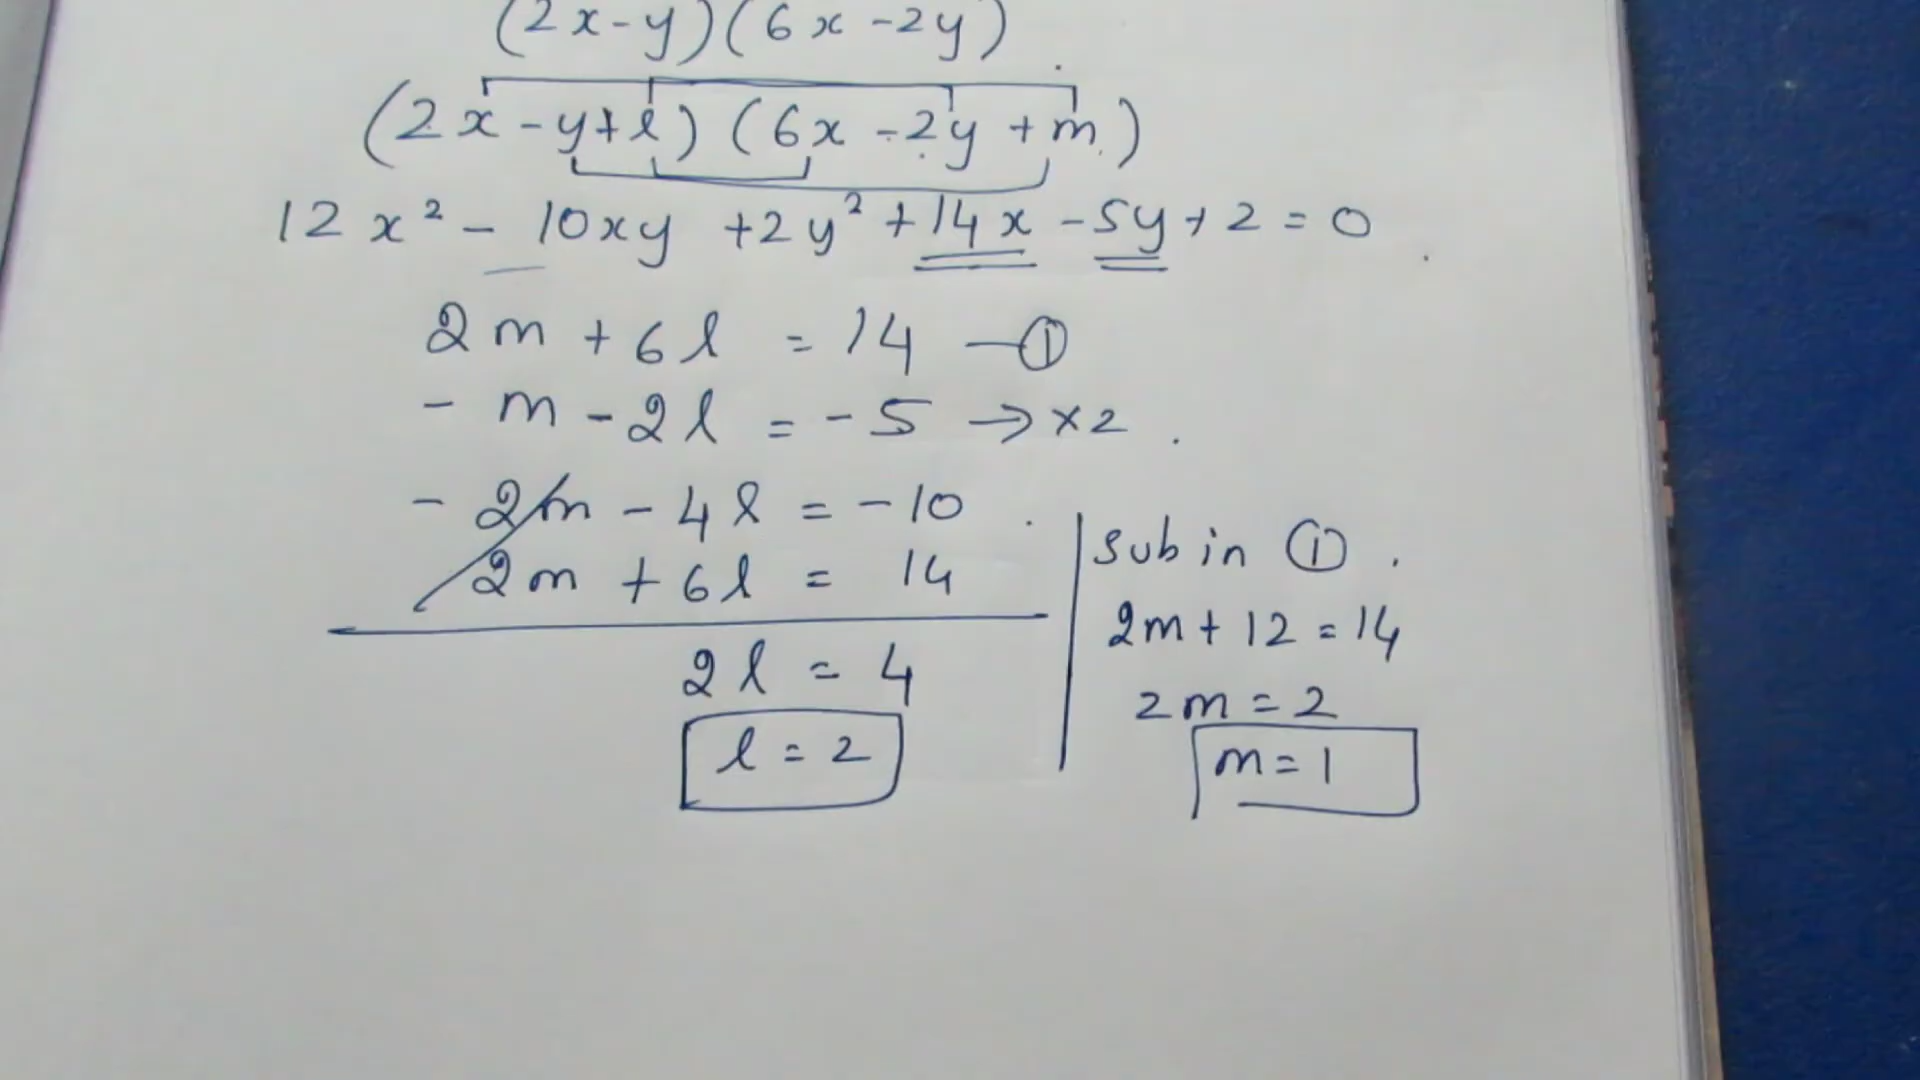 (2x-y)(6x-2y)
(2x-y+l)(6x-2y+m)
12x² - 10xy + 2y² + 14x - 5y + 2 = 0
2m + 6l = 14 — ①
- m - 2l = -5 → ×2
- 2m - 4l = -10
2m + 6l = 14
2l = 4
l = 2
sub in ①.
2m + 12 = 14
2m = 2
m = 1